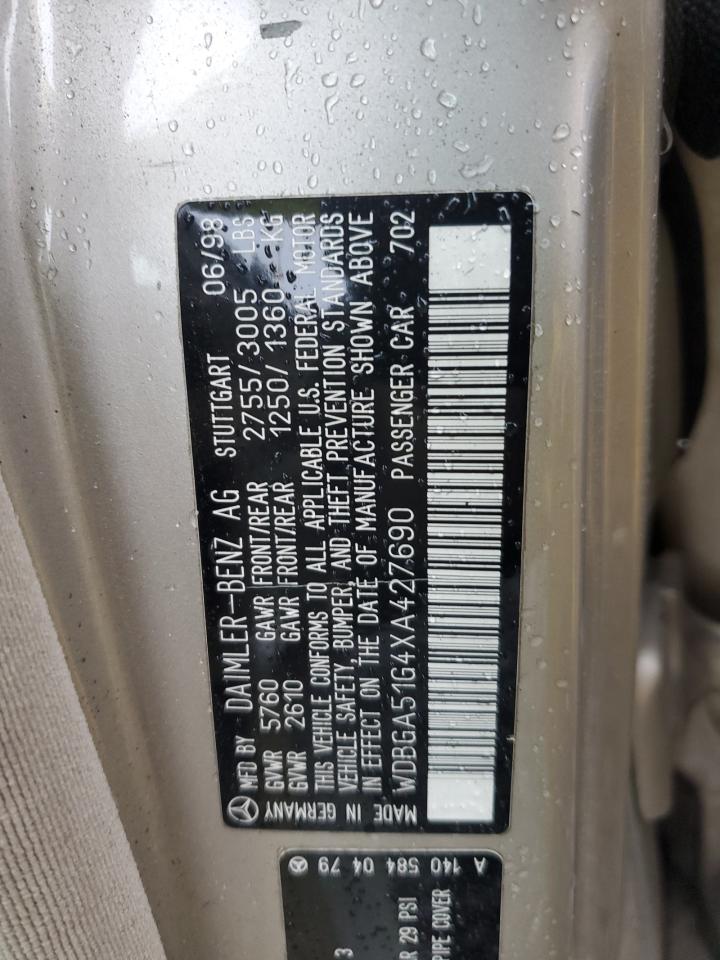 MFD BY DAIMLER-BENZ AG STUTTGART 06/98
GVWR 5760 GAWR FRONT/REAR 2755/3005 LBS
GVWR 2610 GAWR FRONT/REAR 1250/1360 KG
THIS VEHICLE CONFORMS TO ALL APPLICABLE U.S. FEDERAL MOTOR
VEHICLE SAFETY, BUMPER, AND THEFT PREVENTION STANDARDS
IN EFFECT ON THE DATE OF MANUFACTURE SHOWN ABOVE
WDBGA51G4XA427690 PASSENGER CAR 702
MADE IN GERMANY
A 140 584 04 79
3
29 PSI
PIPE COVER